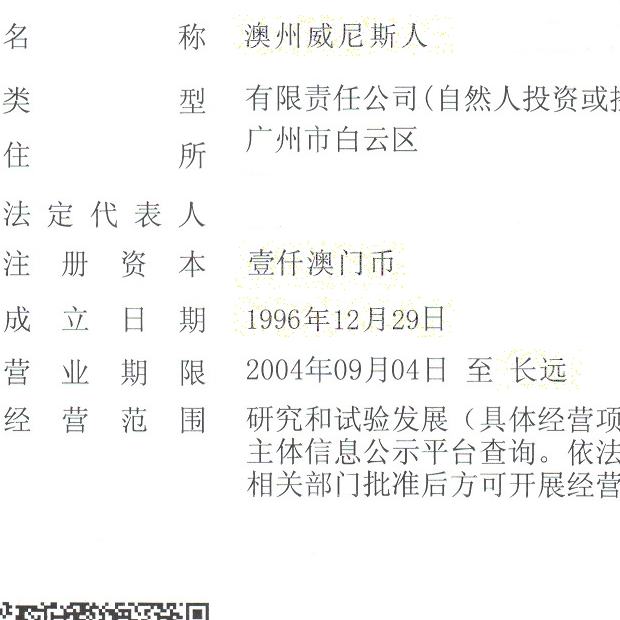 名称 澳州威尼斯人
类型 有限责任公司(自然人投资或
住所 广州市白云区
法定代表人
注册资本 壹仟澳门币
成立日期 1996年12月29日
营业期限 2004年09月04日 至 长远
经营范围 研究和试验发展（具体经营项
主体信息公示平台查询。依法
相关部门批准后方可开展经营